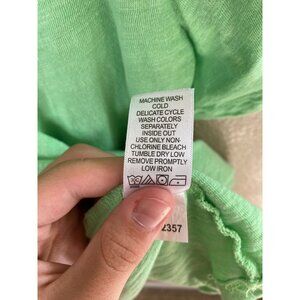 MACHINE WASH
COLD
DELICATE CYCLE
WASH COLORS
SEPARATELY
INSIDE OUT
USE ONLY NON-
CHLORINE BLEACH
TUMBLE DRY LOW
REMOVE PROMPTLY
LOW IRON
2357